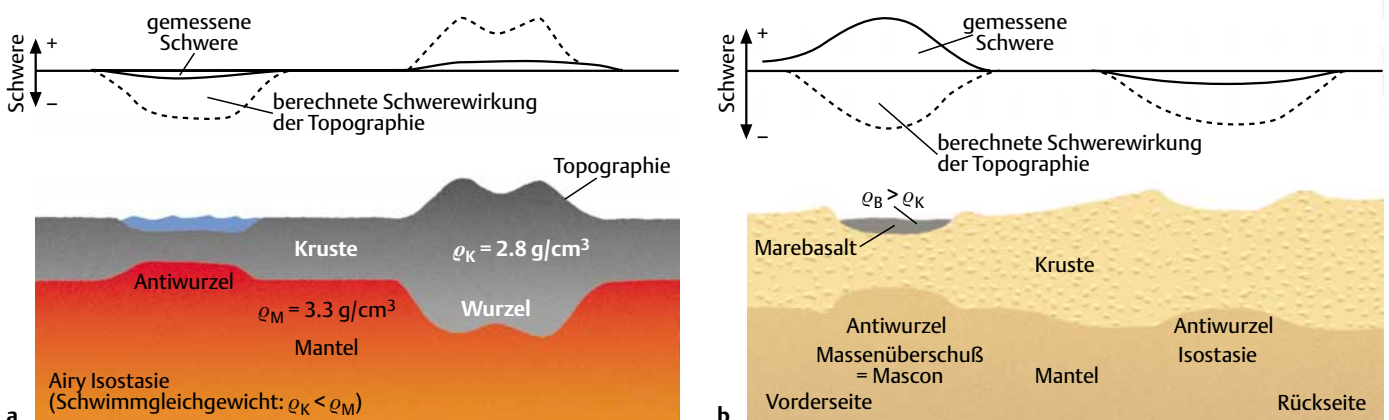 gemessene
Schwere
Schwere
+
–
berechnete Schwerewirkung
der Topographie
Topographie
Kruste
ϱK = 2.8 g/cm³
Antiwurzel
ϱM = 3.3 g/cm³
Wurzel
Mantel
Airy Isostasie
(Schwimmgleichgewicht: ϱK < ϱM)
a
gemessene
Schwere
Schwere
+
–
berechnete Schwerewirkung
der Topographie
ϱB > ϱK
Marebasalt
Kruste
Antiwurzel
Massenüberschuß
= Mascon
Mantel
Antiwurzel
Isostasie
Vorderseite
Rückseite
b